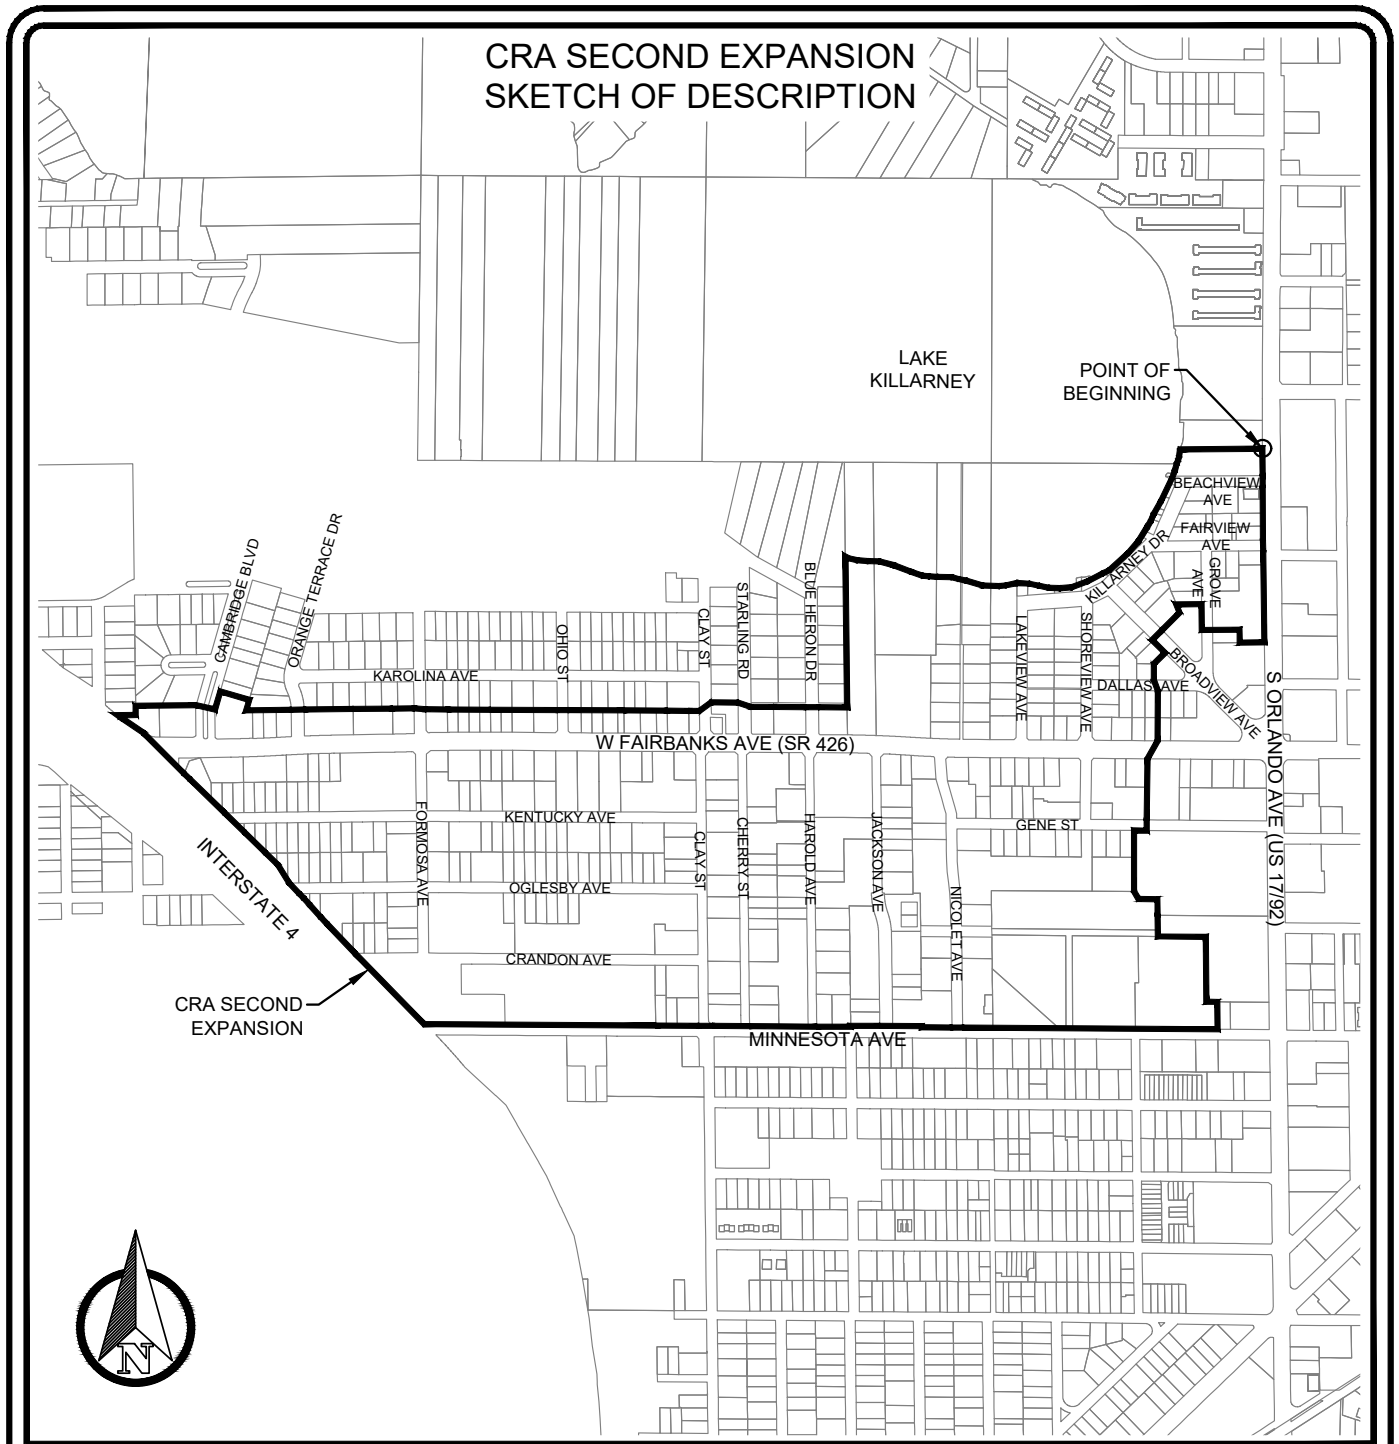 CRA SECOND EXPANSION
SKETCH OF DESCRIPTION
LAKE
KILLARNEY
POINT OF
BEGINNING
BEACHVIEW
AVE
FAIRVIEW
AVE
KILLARNEY DR
GROVE
AVE
CAMBRIDGE BLVD
ORANGE TERRACE DR
OHIO ST
CLAY ST
STARLING RD
BLUE HERON DR
LAKEVIEW AVE
SHOREVIEW AVE
KAROLINA AVE
DALLAS AVE
BROADVIEW AVE
S ORLANDO AVE (US 17/92)
W FAIRBANKS AVE (SR 426)
FORMOSA AVE
KENTUCKY AVE
CLAY ST
CHERRY ST
HAROLD AVE
JACKSON AVE
GENE ST
INTERSTATE 4
OGLESBY AVE
NICOLET AVE
CRANDON AVE
CRA SECOND
EXPANSION
MINNESOTA AVE
N